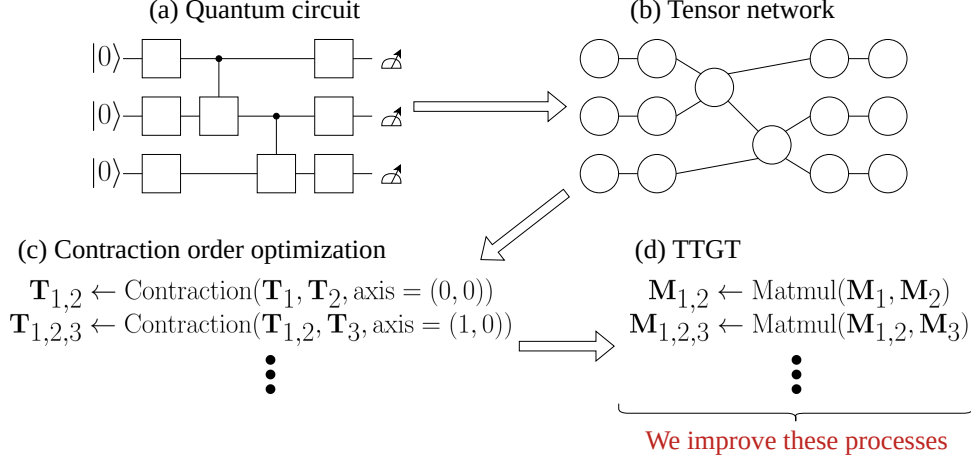 (a) Quantum circuit
(b) Tensor network
|0⟩
|0⟩
|0⟩
(c) Contraction order optimization
T1,2 ← Contraction(T1, T2, axis = (0, 0))
T1,2,3 ← Contraction(T1,2, T3, axis = (1, 0))
(d) TTGT
M1,2 ← Matmul(M1, M2)
M1,2,3 ← Matmul(M1,2, M3)
We improve these processes